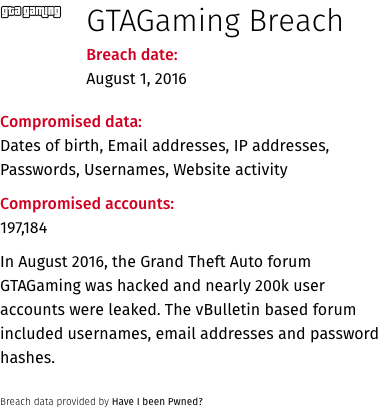 gtagaming
GTAGaming Breach
Breach date:
August 1, 2016
Compromised data:
Dates of birth, Email addresses, IP addresses,
Passwords, Usernames, Website activity
Compromised accounts:
197,184
In August 2016, the Grand Theft Auto forum
GTAGaming was hacked and nearly 200k user
accounts were leaked. The vBulletin based forum
included usernames, email addresses and password
hashes.
Breach data provided by Have I been Pwned?